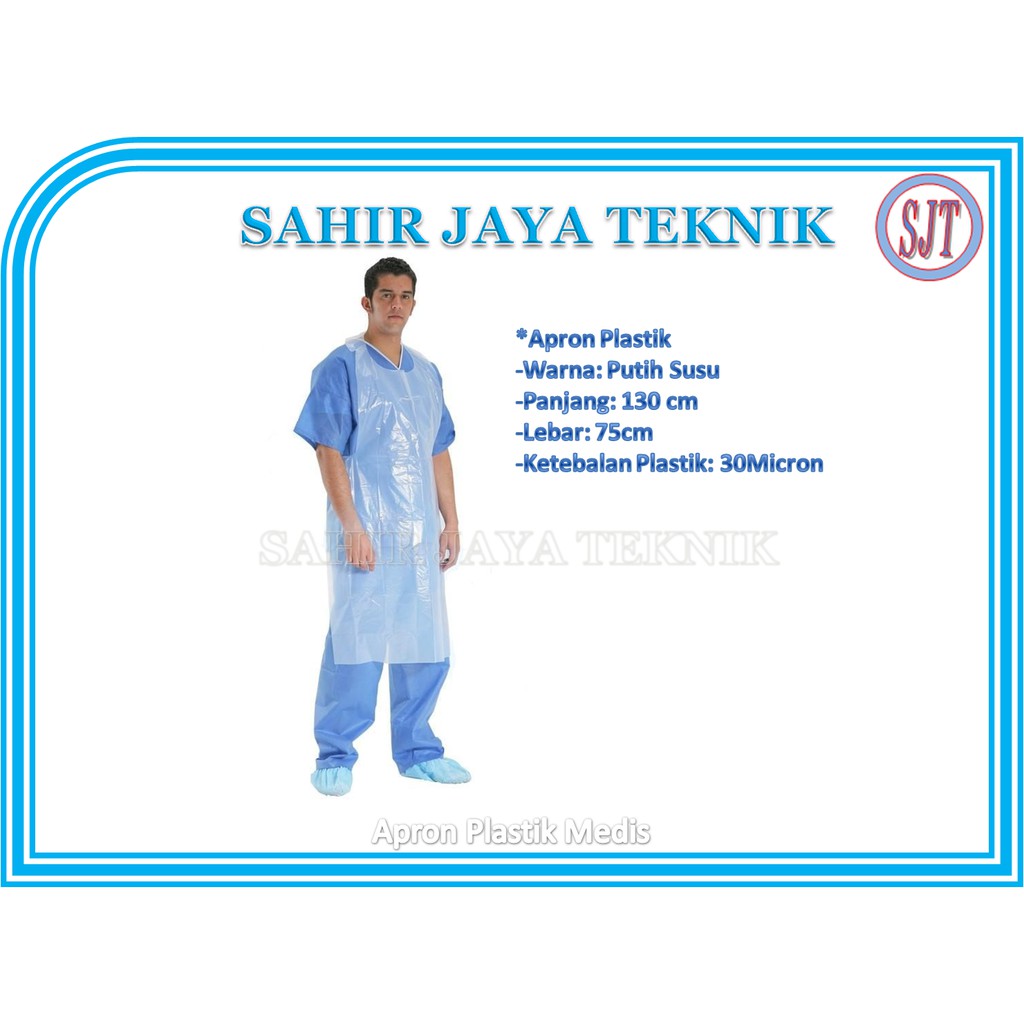 SAHIR JAYA TEKNIK
SJT
*Apron Plastik
-Warna: Putih Susu
-Panjang: 130 cm
-Lebar: 75cm
-Ketebalan Plastik: 30Micron
SAHIR JAYA TEKNIK
Apron Plastik Medis